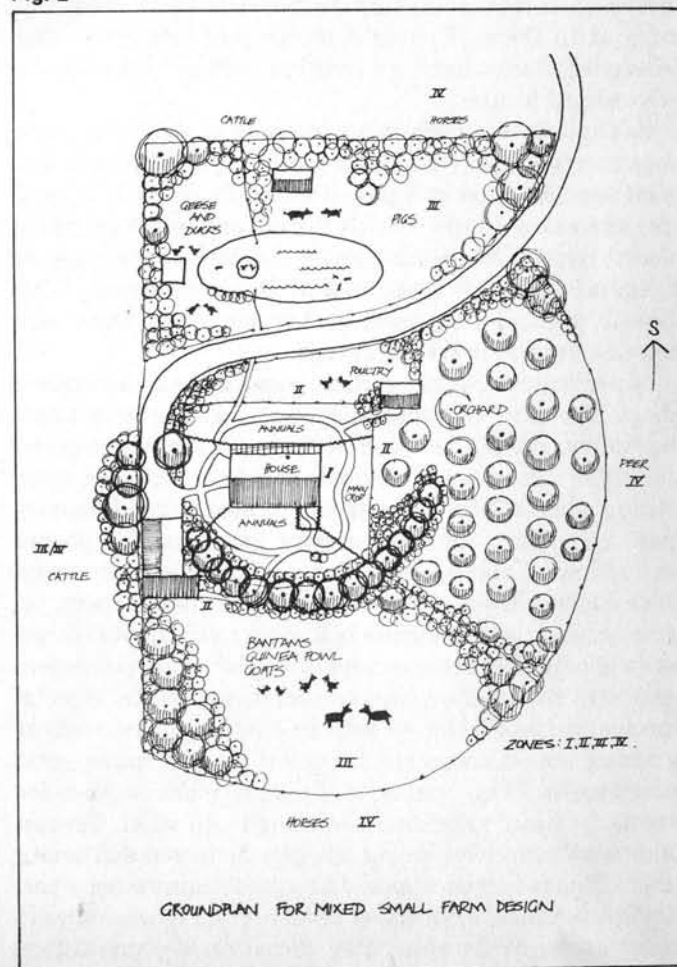 IV
CATTLE HORSES
GEESE
AND
DUCKS
PIGS
III
S
II
POULTRY
ANNUALS
ORCHARD
II
HOUSE
I
MAIN
CROP
DEER
IV
ANNUALS
III/IV
CATTLE
II
BANTAMS
GUINEA FOWL
GOATS
ZONES: I, II, III, IV.
III
HORSES IV
GROUNDPLAN FOR MIXED SMALL FARM DESIGN